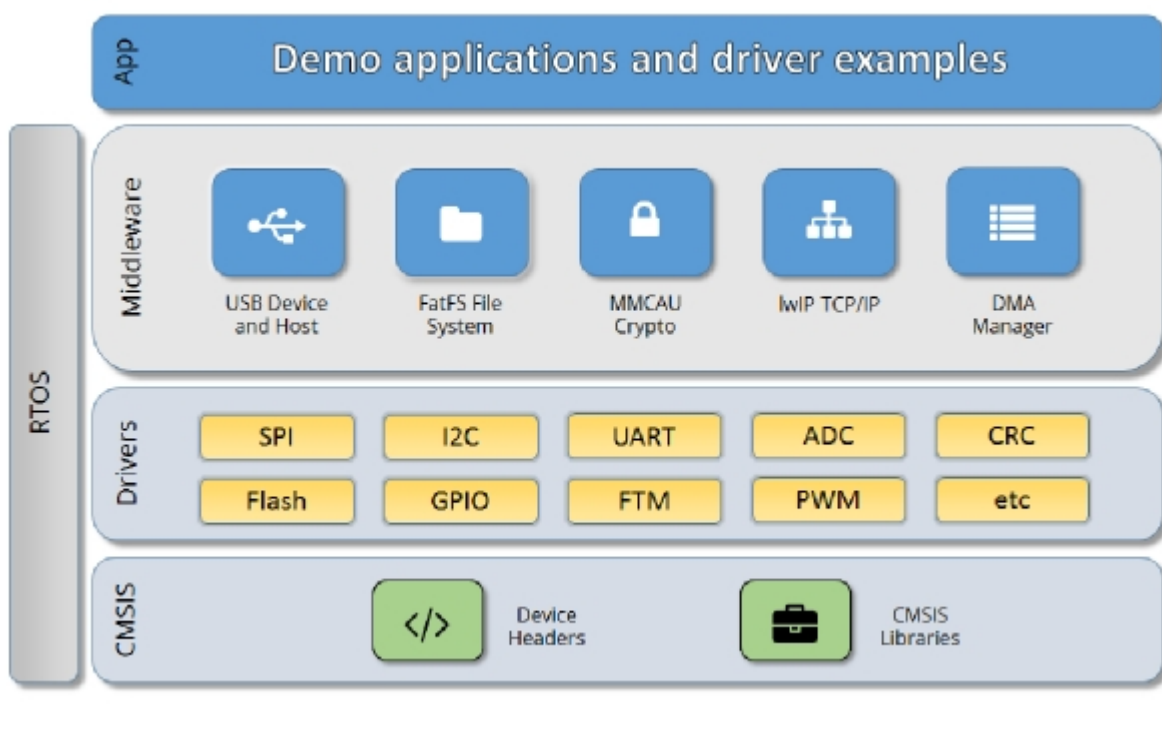 App
Demo applications and driver examples
RTOS
Middleware
USB Device
and Host
FatFS File
System
MMCAU
Crypto
lwIP TCP/IP
DMA
Manager
Drivers
SPI
I2C
UART
ADC
CRC
Flash
GPIO
FTM
PWM
etc
CMSIS
</>
Device
Headers
CMSIS
Libraries